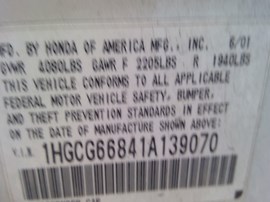 MFD. BY HONDA OF AMERICA MFG., INC. 6/01
GVWR 4080LBS GAWR F 2205LBS R 1940LBS
THIS VEHICLE CONFORMS TO ALL APPLICABLE
FEDERAL MOTOR VEHICLE SAFETY, BUMPER,
AND THEFT PREVENTION STANDARDS IN EFFECT
ON THE DATE OF MANUFACTURE SHOWN ABOVE.
V.I.N. 1HGCG66841A139070